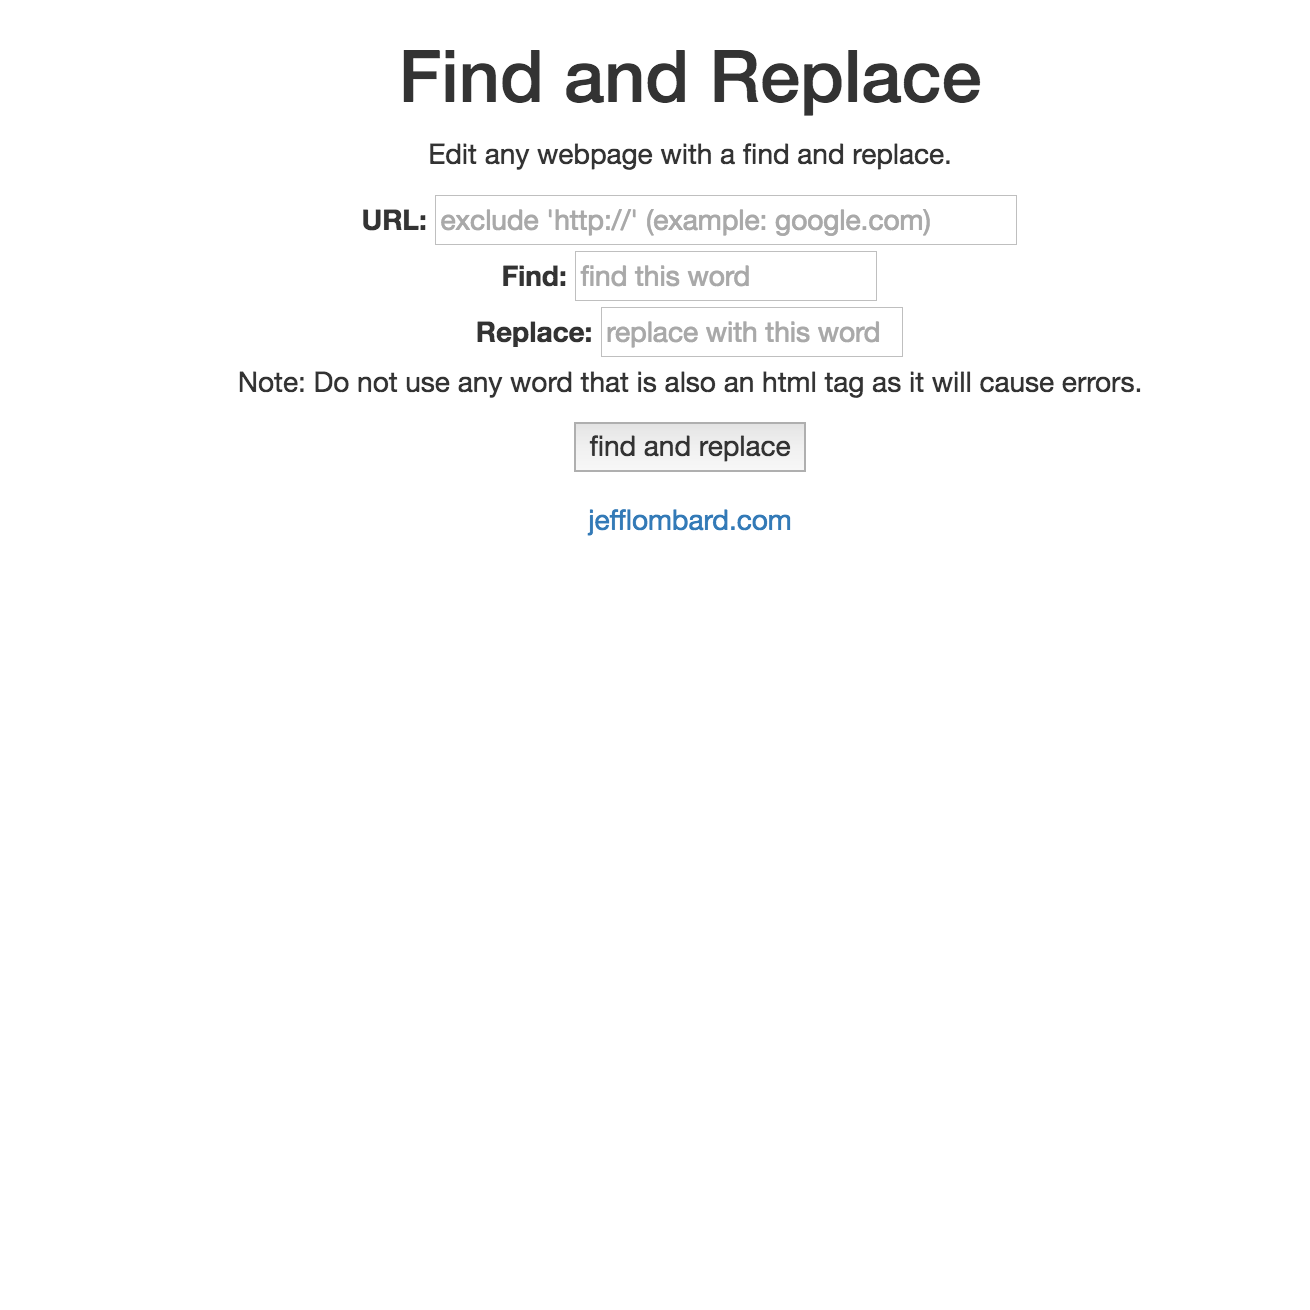 Find and Replace
Edit any webpage with a find and replace.
URL: exclude 'http://' (example: google.com)
Find: find this word
Replace: replace with this word
Note: Do not use any word that is also an html tag as it will cause errors.
find and replace
jefflombard.com